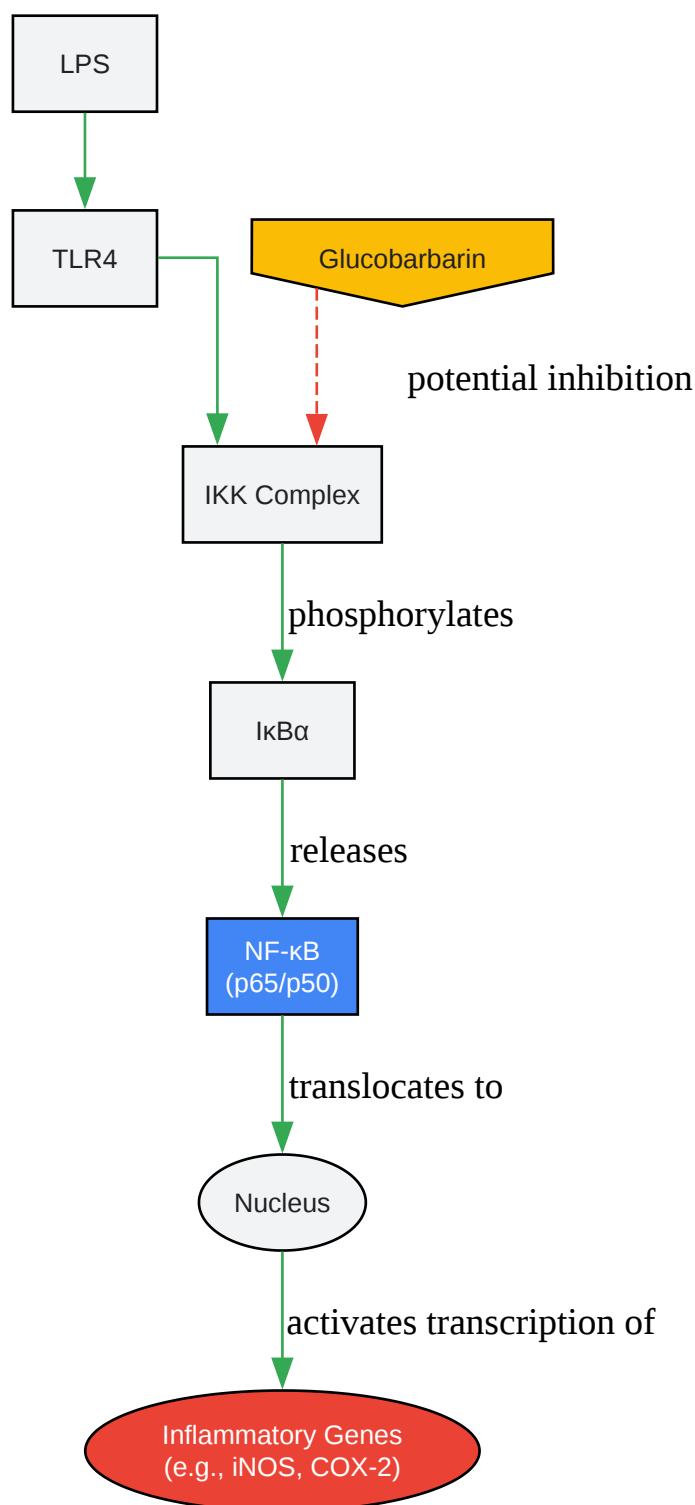 LPS
TLR4
Glucobarbarin
potential inhibition
IKK Complex
phosphorylates
IκBα
releases
NF-κB
(p65/p50)
translocates to
Nucleus
activates transcription of
Inflammatory Genes
(e.g., iNOS, COX-2)